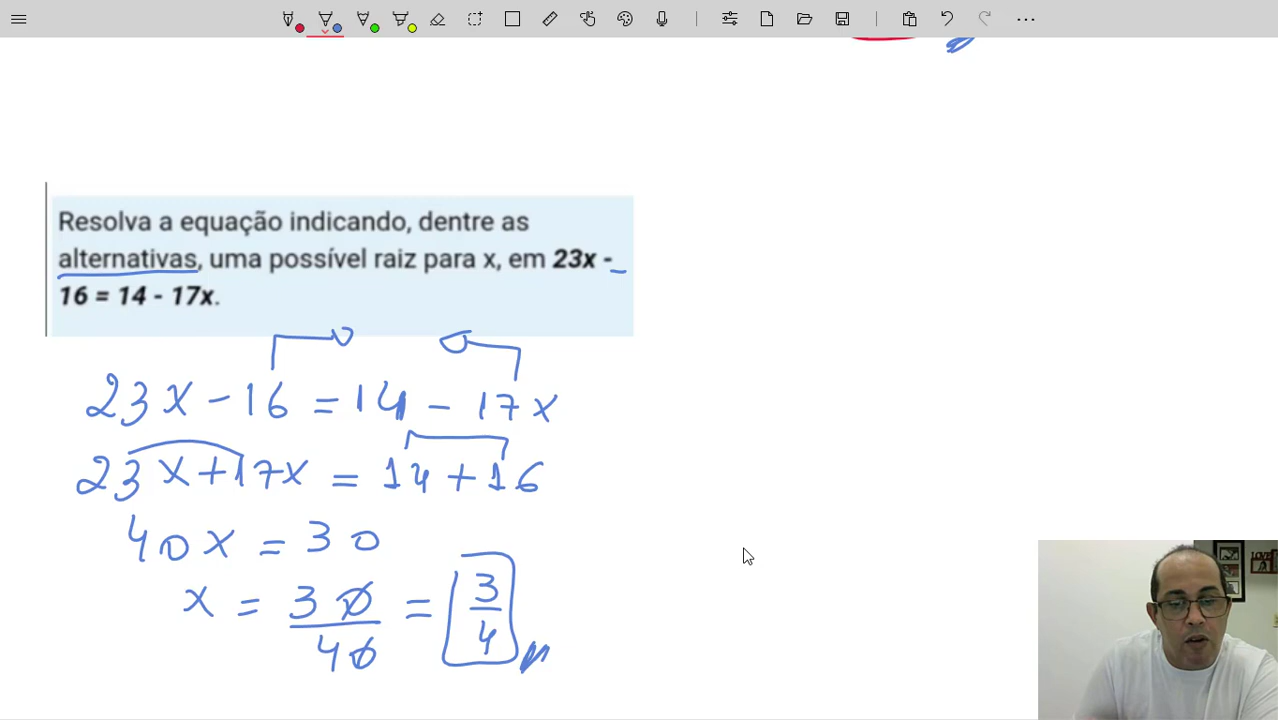 Resolva a equação indicando, dentre as
alternativas, uma possível raiz para x, em 23x -
16 = 14 - 17x.
23x - 16 = 14 - 17x
23x + 17x = 14 + 16
40x = 30
x = 30/40 = 3/4
LOVE